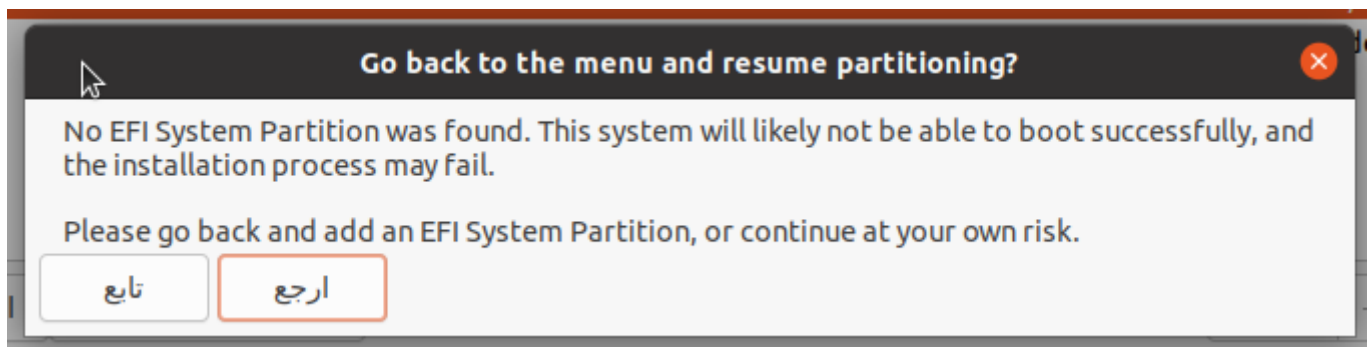 Go back to the menu and resume partitioning?
No EFI System Partition was found. This system will likely not be able to boot successfully, and
the installation process may fail.
Please go back and add an EFI System Partition, or continue at your own risk.
تابع
ارجع